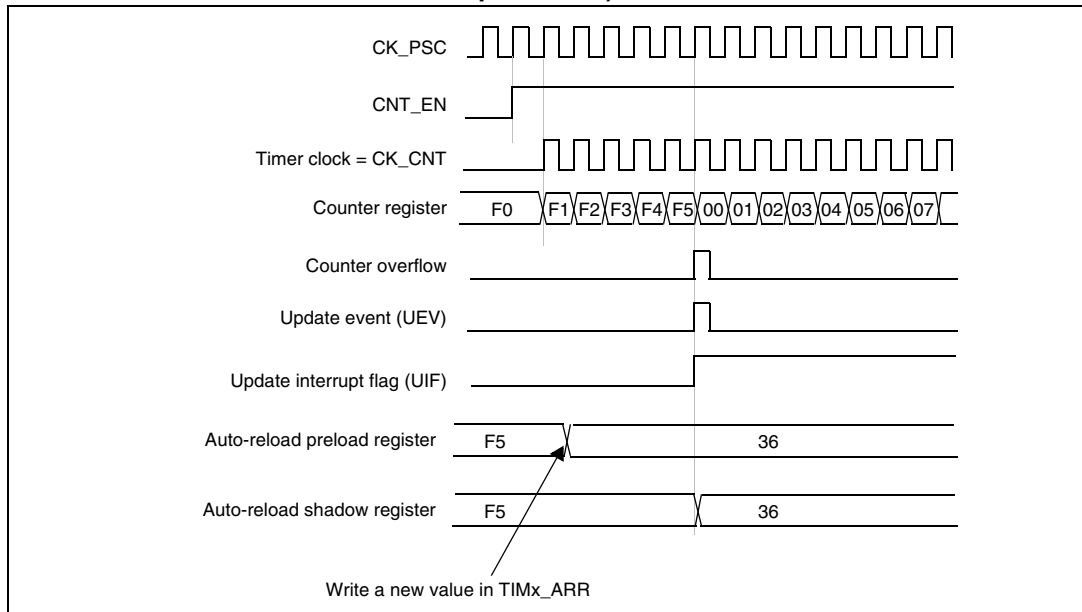 CK_PSC
CNT_EN
Timer clock = CK_CNT
Counter register F0 F1 F2 F3 F4 F5 00 01 02 03 04 05 06 07
Counter overflow
Update event (UEV)
Update interrupt flag (UIF)
Auto-reload preload register F5 36
Auto-reload shadow register F5 36
Write a new value in TIMx_ARR